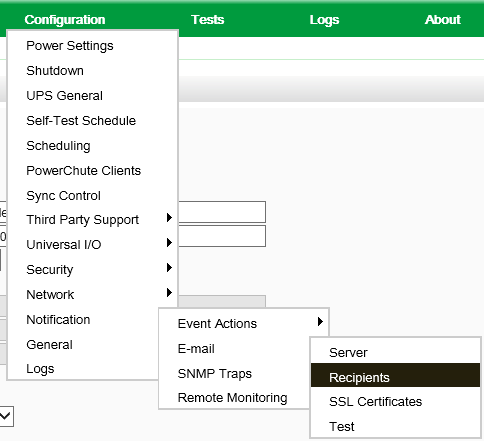 Configuration Tests Logs About
Power Settings
Shutdown
UPS General
Self-Test Schedule
Scheduling
PowerChute Clients
Sync Control
Third Party Support
Universal I/O
Security
Network
Notification
General
Logs
Event Actions
E-mail
SNMP Traps
Remote Monitoring
Server
Recipients
SSL Certificates
Test